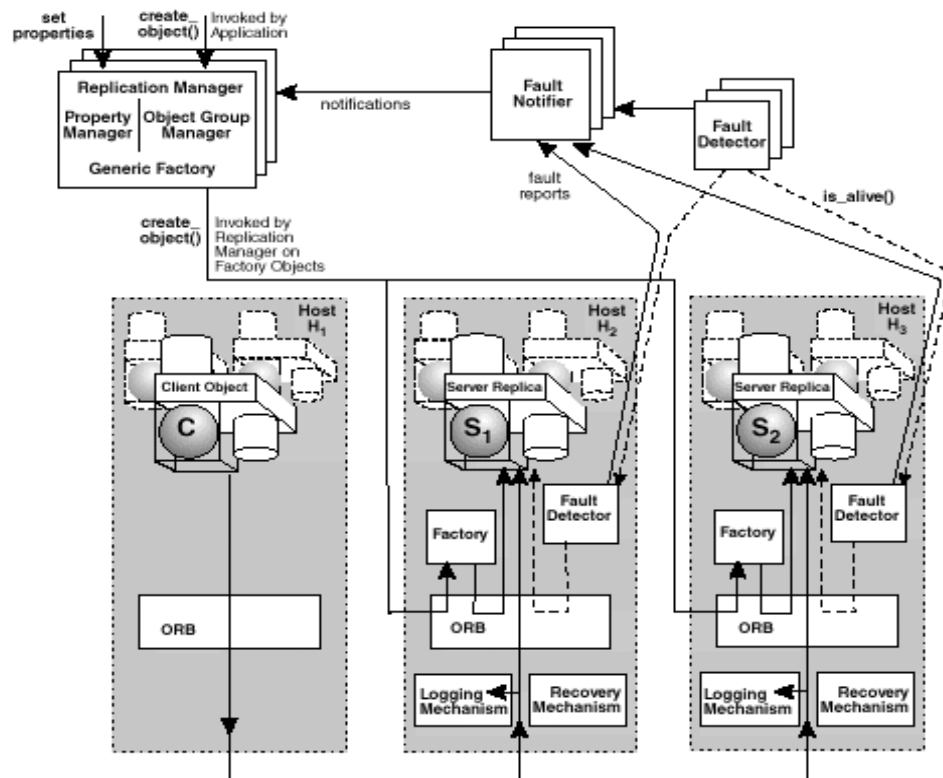 set
properties
create_
object()
Invoked by
Application
Replication Manager
Property
Manager
Object Group
Manager
Generic Factory
notifications
Fault
Notifier
Fault
Detector
fault
reports
is_alive()
create_
object()
Invoked by
Replication
Manager on
Factory Objects
Host
H1
Client Object
C
ORB
Host
H2
Server Replica
S1
Fault
Detector
Factory
ORB
Logging
Mechanism
Recovery
Mechanism
Host
H3
Server Replica
S2
Fault
Detector
Factory
ORB
Logging
Mechanism
Recovery
Mechanism